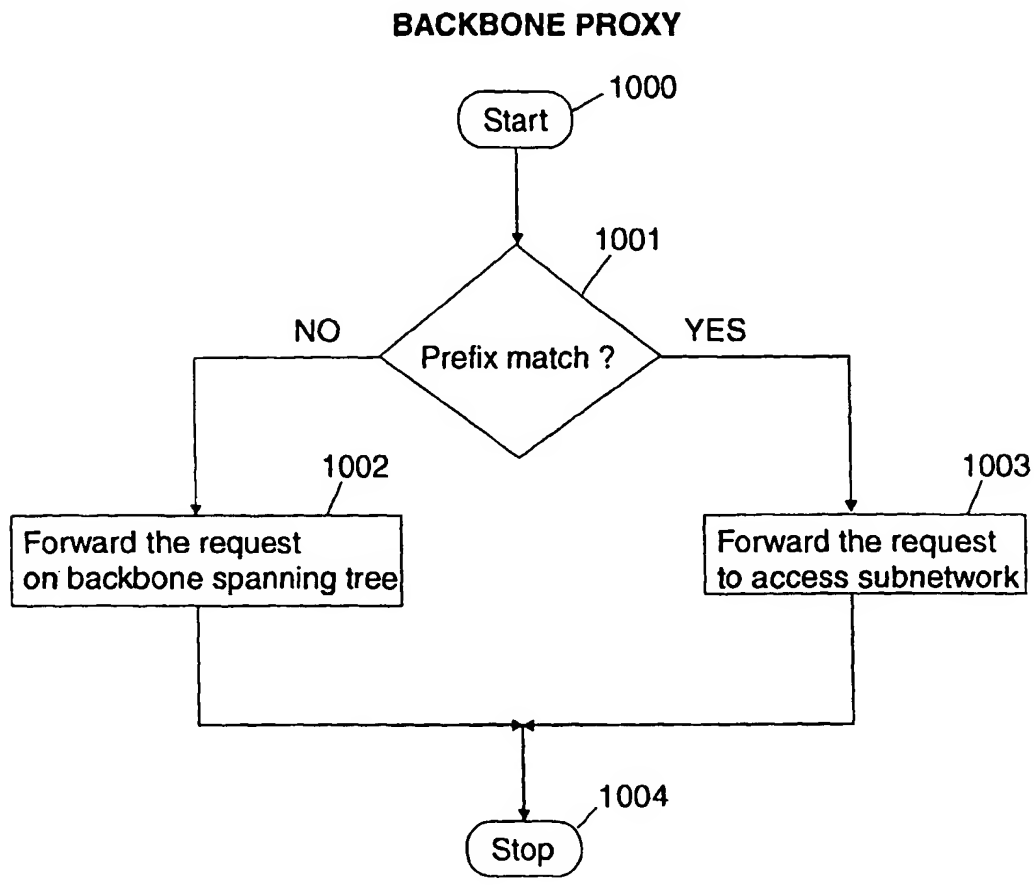 BACKBONE PROXY
1000
Start
1001
NO
YES
Prefix match ?
1002
1003
Forward the request
on backbone spanning tree
Forward the request
to access subnetwork
1004
Stop